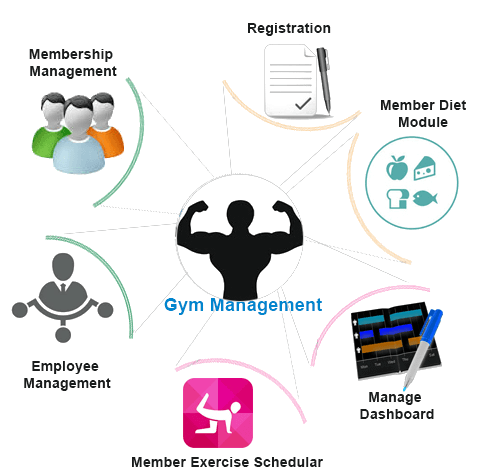 Registration
Membership
Management
Member Diet
Module
Gym Management
Employee
Management
Manage
Dashboard
Member Exercise Schedular